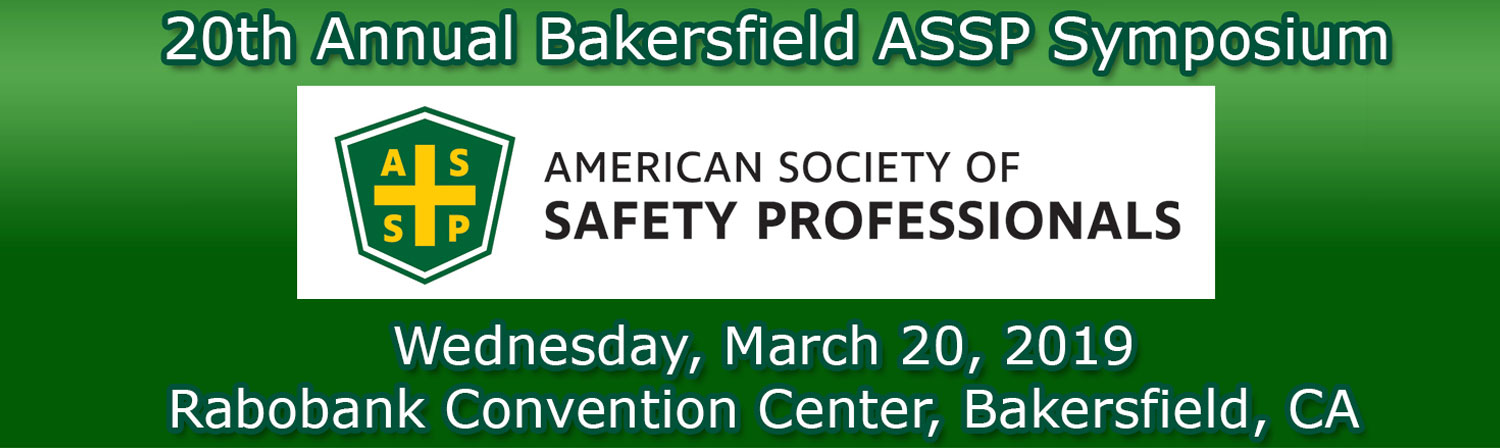 20th Annual Bakersfield ASSP Symposium
A S
S P
AMERICAN SOCIETY OF
SAFETY PROFESSIONALS
Wednesday, March 20, 2019
Rabobank Convention Center, Bakersfield, CA